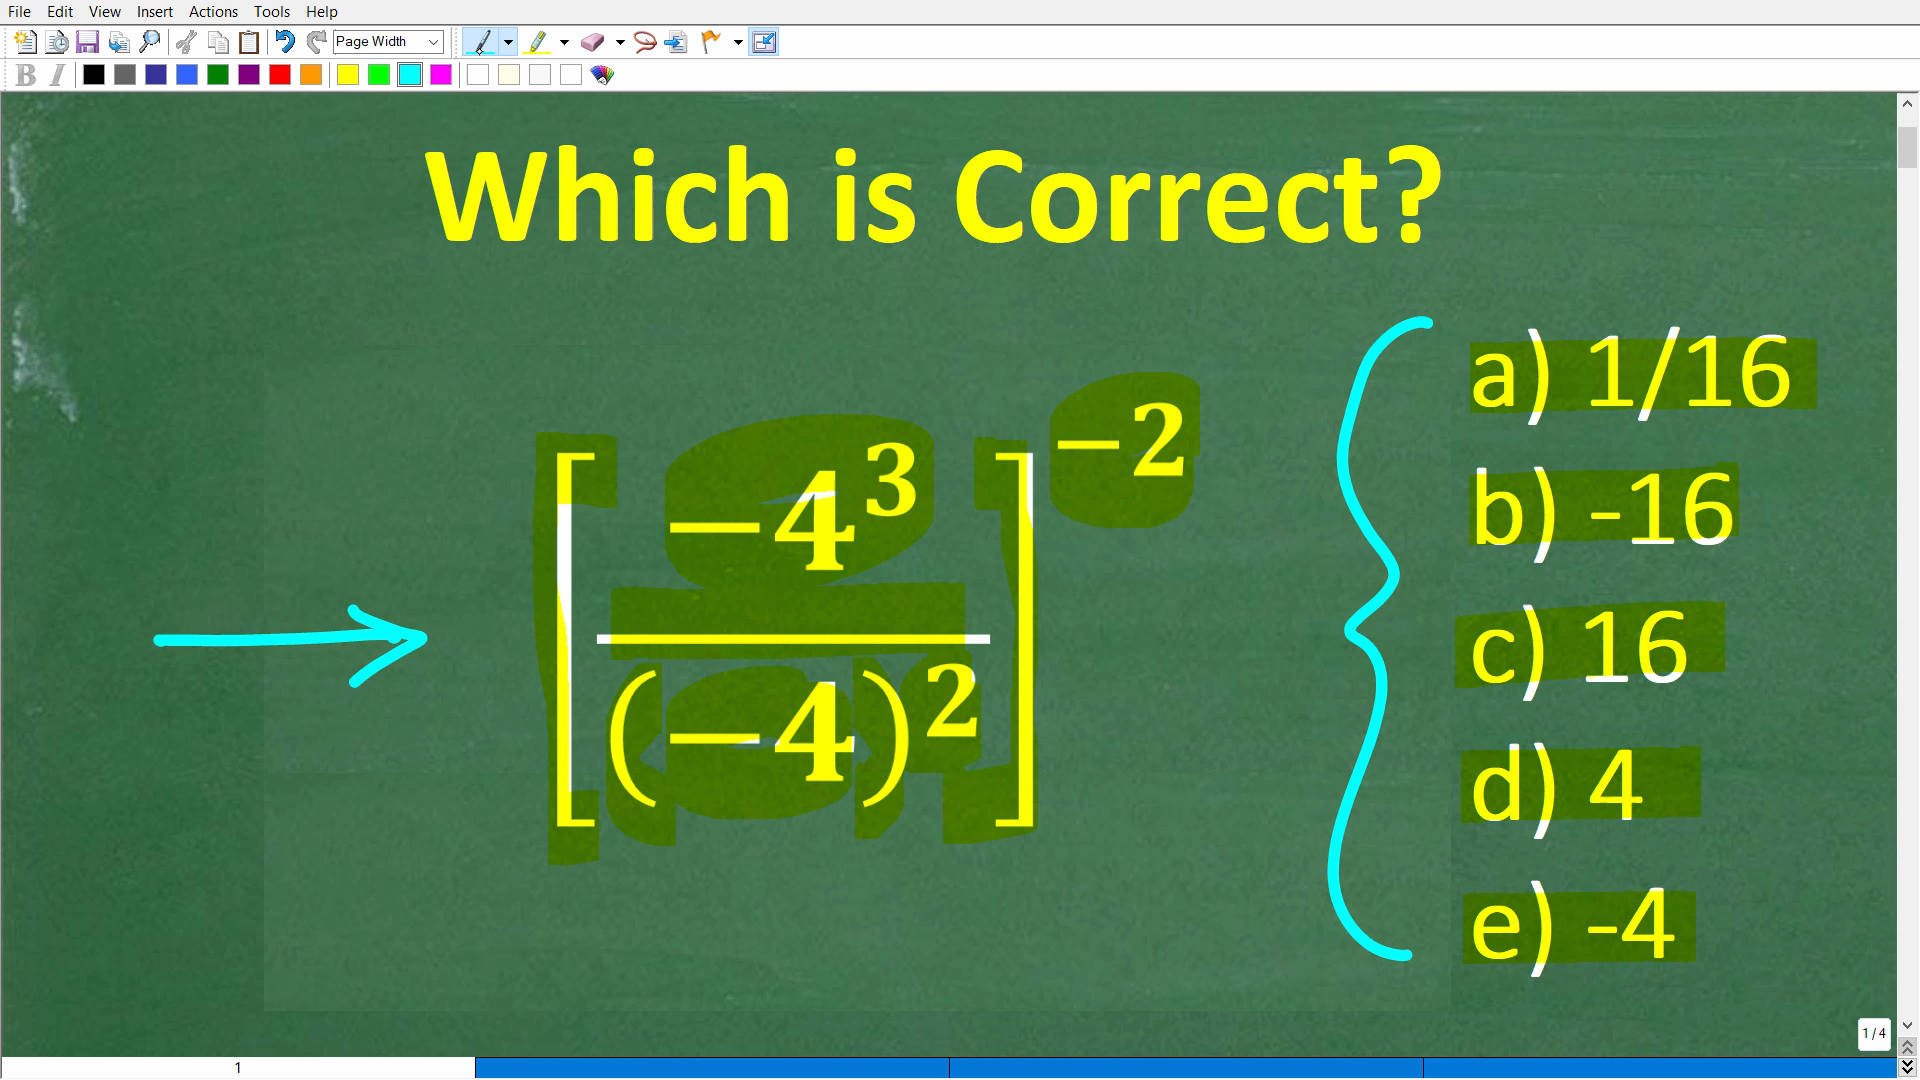 File Edit View Insert Actions Tools Help
Page Width
B I
Which is Correct?
[−4³ / (−4)²]⁻²
a) 1/16
b) -16
c) 16
d) 4
e) -4
1 / 4
1